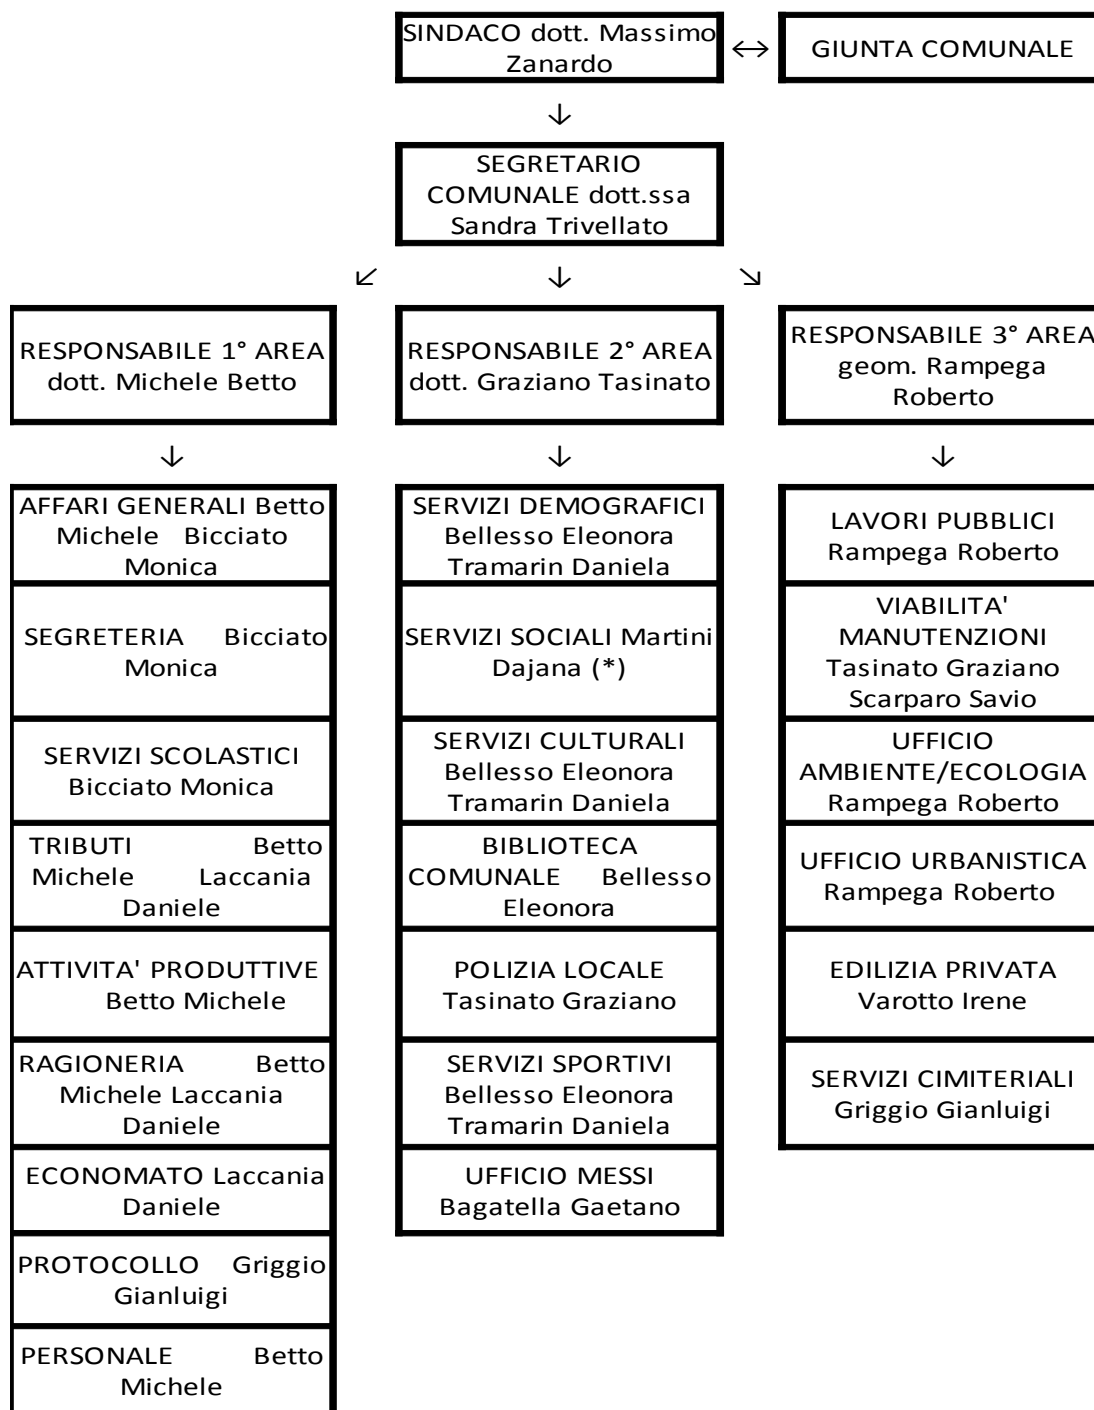 SINDACO dott. Massimo
Zanardo
↔
GIUNTA COMUNALE
↓
SEGRETARIO
COMUNALE dott.ssa
Sandra Trivellato
↙ ↓ ↘
RESPONSABILE 1° AREA
dott. Michele Betto
RESPONSABILE 2° AREA
dott. Graziano Tasinato
RESPONSABILE 3° AREA
geom. Rampega
Roberto
↓ ↓ ↓
AFFARI GENERALI Betto
Michele Bicciato
Monica
SEGRETERIA Bicciato
Monica
SERVIZI SCOLASTICI
Bicciato Monica
TRIBUTI Betto
Michele Laccania
Daniele
ATTIVITA' PRODUTTIVE
Betto Michele
RAGIONERIA Betto
Michele Laccania
Daniele
ECONOMATO Laccania
Daniele
PROTOCOLLO Griggio
Gianluigi
PERSONALE Betto
Michele
SERVIZI DEMOGRAFICI
Bellesso Eleonora
Tramarin Daniela
SERVIZI SOCIALI Martini
Dajana (*)
SERVIZI CULTURALI
Bellesso Eleonora
Tramarin Daniela
BIBLIOTECA
COMUNALE Bellesso
Eleonora
POLIZIA LOCALE
Tasinato Graziano
SERVIZI SPORTIVI
Bellesso Eleonora
Tramarin Daniela
UFFICIO MESSI
Bagatella Gaetano
LAVORI PUBBLICI
Rampega Roberto
VIABILITA'
MANUTENZIONI
Tasinato Graziano
Scarparo Savio
UFFICIO
AMBIENTE/ECOLOGIA
Rampega Roberto
UFFICIO URBANISTICA
Rampega Roberto
EDILIZIA PRIVATA
Varotto Irene
SERVIZI CIMITERIALI
Griggio Gianluigi